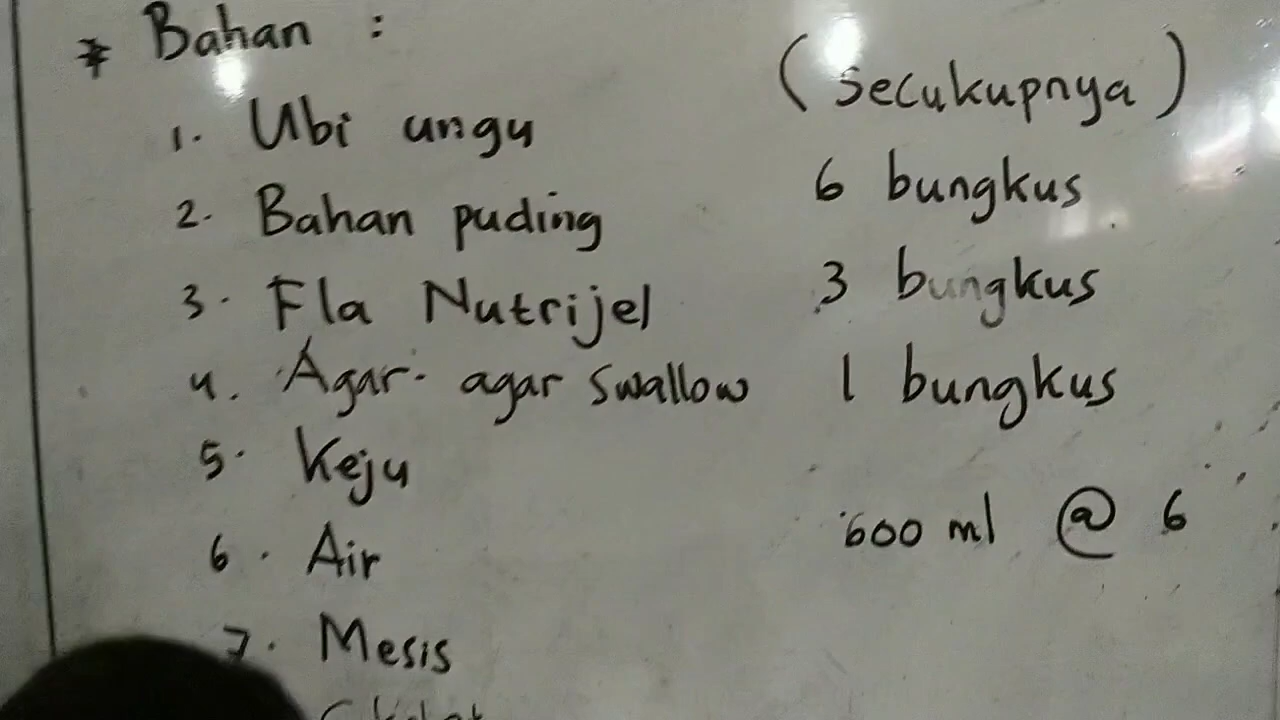 * Bahan :
1. Ubi ungu (secukupnya)
2. Bahan puding 6 bungkus
3. Fla Nutrijel 3 bungkus
4. Agar-agar Swallow 1 bungkus
5. Keju
6. Air 600 ml @ 6
7. Mesis